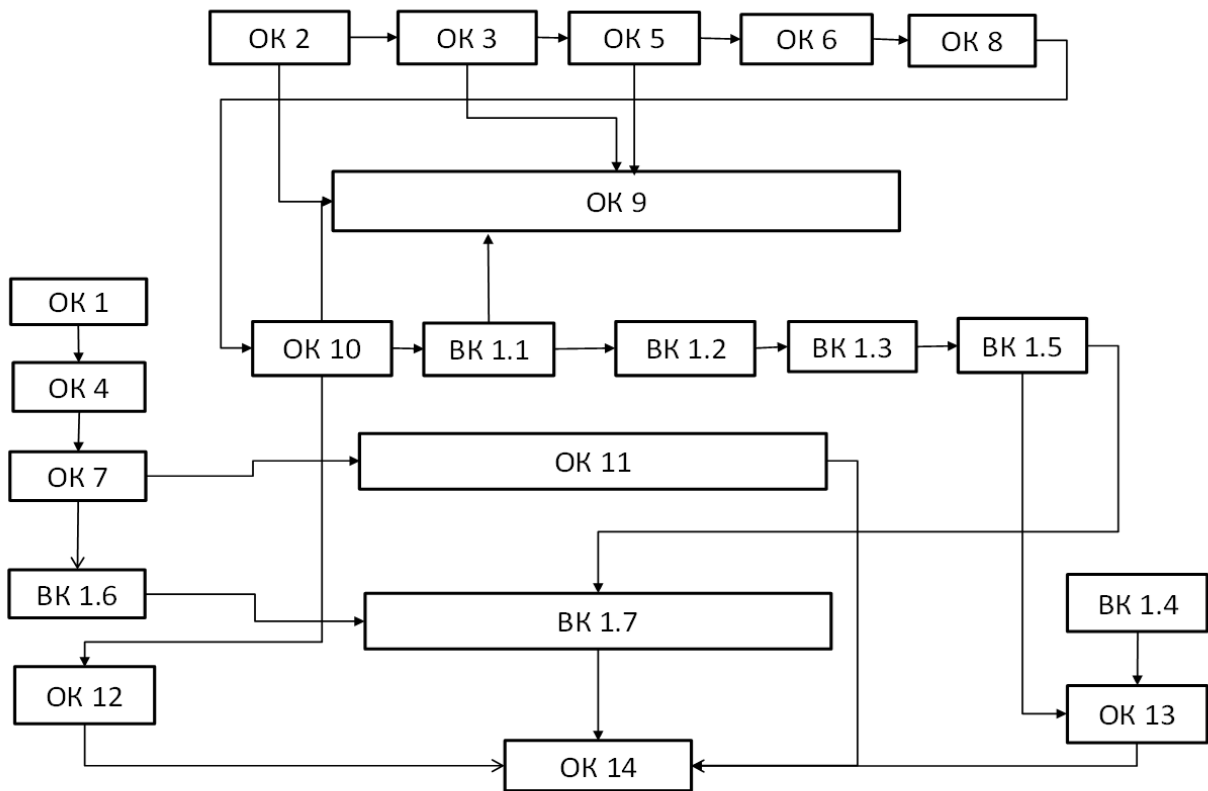 ОК 2
ОК 3
ОК 5
ОК 6
ОК 8
ОК 9
ОК 1
ОК 10
ВК 1.1
ВК 1.2
ВК 1.3
ВК 1.5
ОК 4
ОК 7
ОК 11
ВК 1.6
ВК 1.7
ВК 1.4
ОК 12
ОК 13
ОК 14